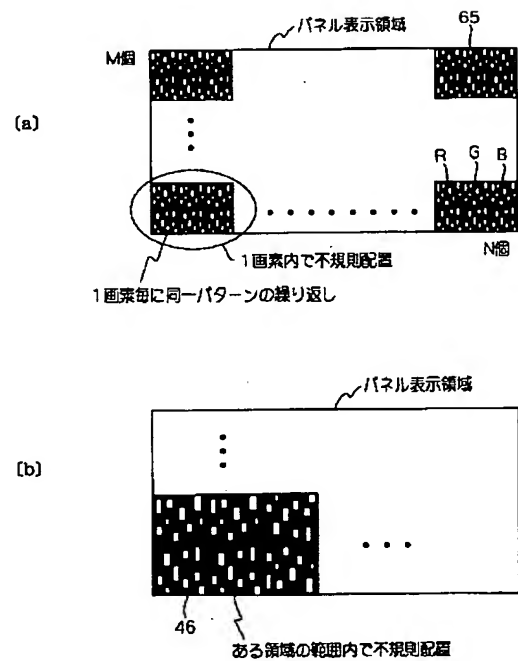 パネル表示領域
65
M個
(a)
R G B
N個
1画素内で不規則配置
1画素毎に同一パターンの繰り返し
パネル表示領域
(b)
46
ある領域の範囲内で不規則配置